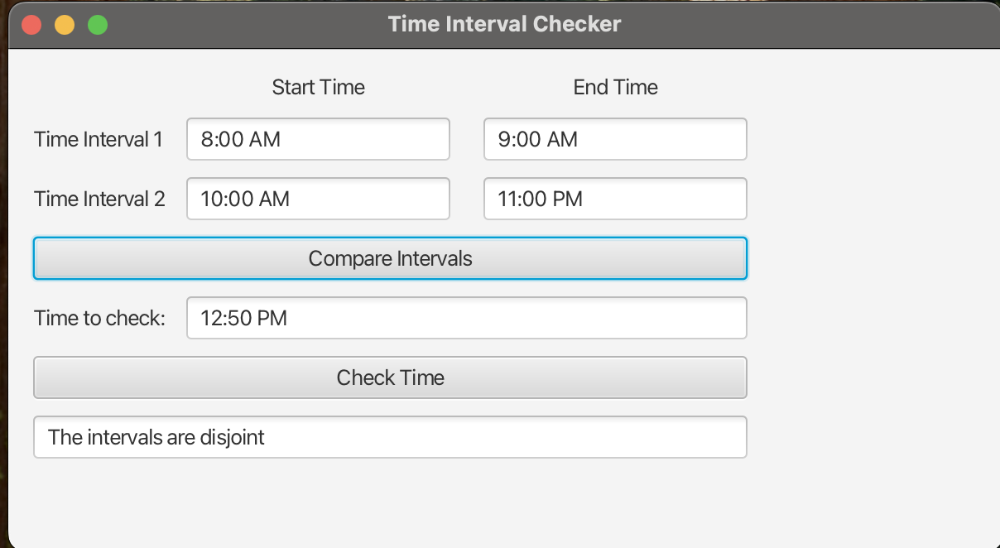 Time Interval Checker
Start Time End Time
Time Interval 1 8:00 AM 9:00 AM
Time Interval 2 10:00 AM 11:00 PM
Compare Intervals
Time to check: 12:50 PM
Check Time
The intervals are disjoint